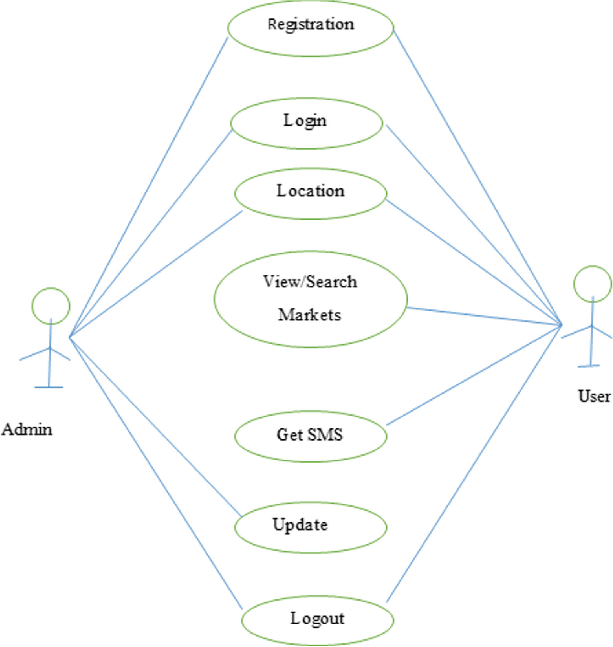 Registration
Login
Location
View/Search
Markets
User
Admin
Get SMS
Update
Logout